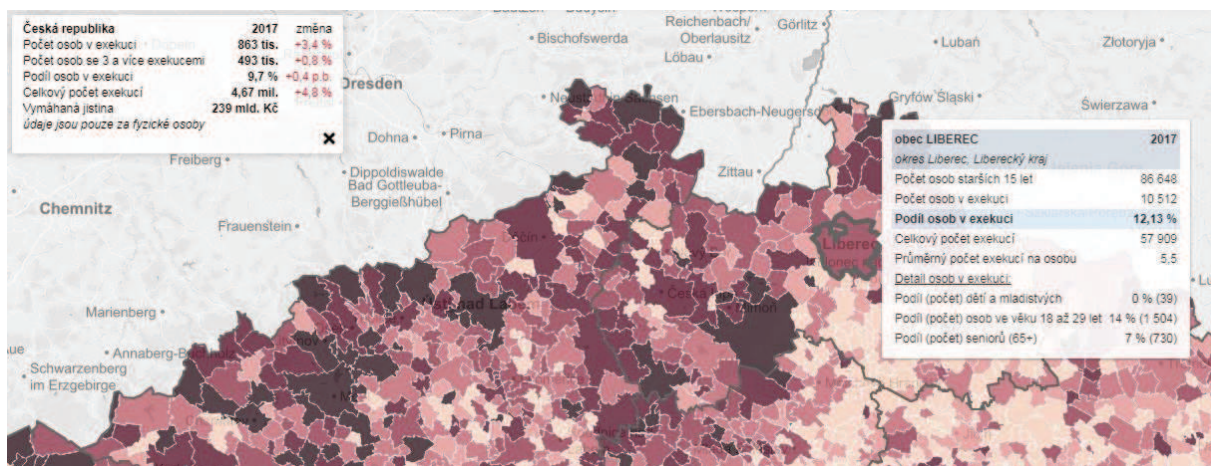 Česká republika 2017 změna
Počet osob v exekuci 863 tis. +3,4 %
Počet osob se 3 a více exekucemi 493 tis. +0,8 %
Podíl osob v exekuci 9,7 % +0,4 p.b.
Celkový počet exekucí 4,67 mil. +4,8 %
Vymáhaná jistina 239 mld. Kč
údaje jsou pouze za fyzické osoby
Reichenbach/
Oberlausitz
Görlitz
Bischofswerda
Löbau
Lubań
Złotoryja
Dresden
Ebersbach-Neugersd
Gryfów Śląski
Świerzawa
Dohna
Pirna
Freiberg
Dippoldiswalde
Bad Gottleuba-
Berggießhübel
Zittau
Chemnitz
Frauenstein
Děčín
Liberec
Marienberg
Česká
Schwarzenberg
im Erzgebirge
obec LIBEREC 2017
okres Liberec, Liberecký kraj
Počet osob starších 15 let 86 648
Počet osob v exekuci 10 512
Podíl osob v exekuci 12,13 %
Celkový počet exekucí 57 909
Průměrný počet exekucí na osobu 5,5
Detail osob v exekuci:
Podíl (počet) dětí a mladistvých 0 % (39)
Podíl (počet) osob ve věku 18 až 29 let 14 % (1 504)
Podíl (počet) seniorů (65+) 7 % (730)